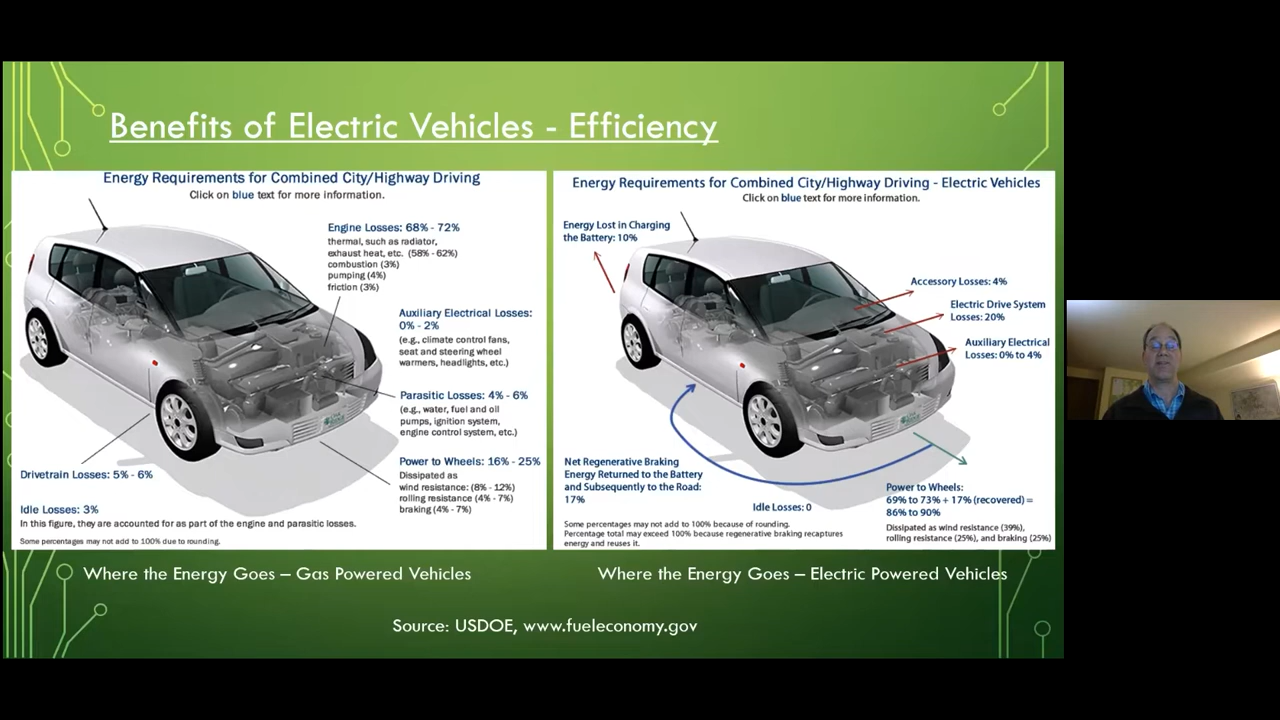 Benefits of Electric Vehicles - Efficiency
Energy Requirements for Combined City/Highway Driving
Click on blue text for more information.
Engine Losses: 68% - 72%
thermal, such as radiator,
exhaust heat, etc. (58% - 62%)
combustion (3%)
pumping (4%)
friction (3%)
Auxiliary Electrical Losses:
0% - 2%
(e.g., climate control fans,
seat and steering wheel
warmers, headlights, etc.)
Parasitic Losses: 4% - 6%
(e.g., water, fuel and oil
pumps, ignition system,
engine control system, etc.)
Power to Wheels: 16% - 25%
Dissipated as
wind resistance: (8% - 12%)
rolling resistance (4% - 7%)
braking (4% - 7%)
Drivetrain Losses: 5% - 6%
Idle Losses: 3%
In this figure, they are accounted for as part of the engine and parasitic losses.
Some percentages may not add to 100% due to rounding.
Energy Requirements for Combined City/Highway Driving - Electric Vehicles
Click on blue text for more information.
Energy Lost in Charging
the Battery: 10%
Accessory Losses: 4%
Electric Drive System
Losses: 20%
Auxiliary Electrical
Losses: 0% to 4%
Net Regenerative Braking
Energy Returned to the Battery
and Subsequently to the Road:
17%
Idle Losses: 0
Power to Wheels:
69% to 73% + 17% (recovered) =
86% to 90%
Dissipated as wind resistance (39%),
rolling resistance (25%), and braking (25%)
Some percentages may not add to 100% because of rounding.
Percentage total may exceed 100% because regenerative braking recaptures
energy and reuses it.
Where the Energy Goes – Gas Powered Vehicles
Where the Energy Goes – Electric Powered Vehicles
Source: USDOE, www.fueleconomy.gov